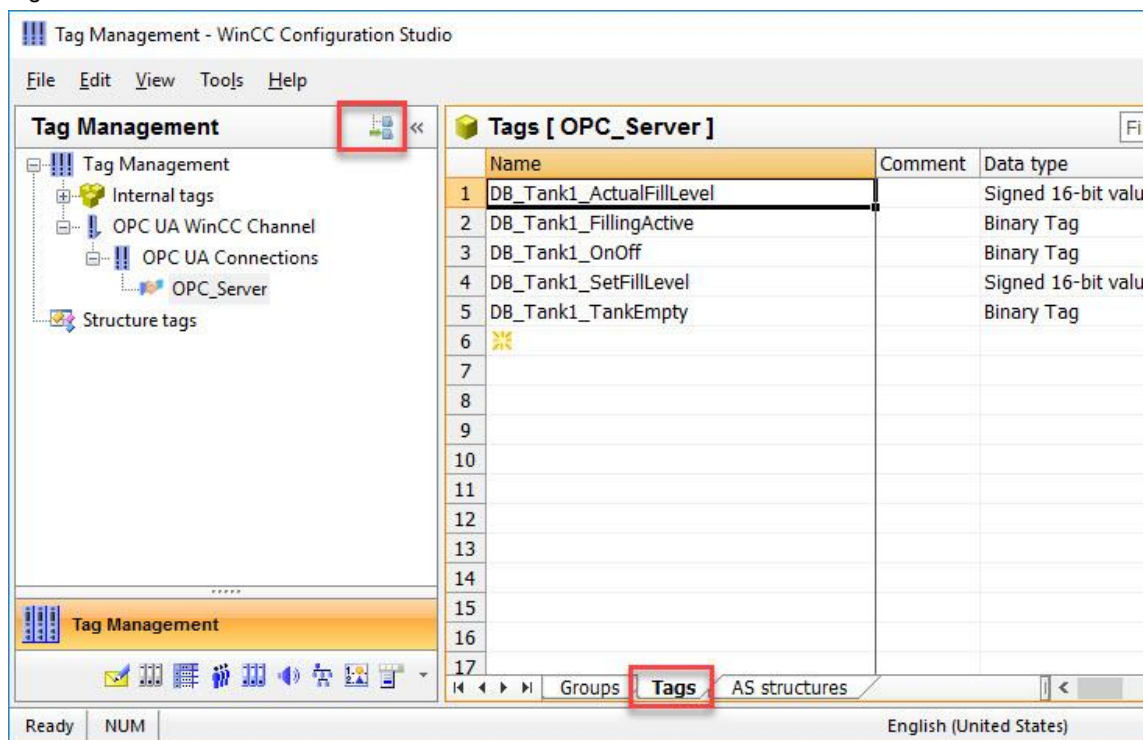 Tag Management - WinCC Configuration Studio
File Edit View Tools Help
Tag Management «
Tag Management
Internal tags
OPC UA WinCC Channel
OPC UA Connections
OPC_Server
Structure tags
Tag Management
Tags [ OPC_Server ] Fi
Name Comment Data type
1 DB_Tank1_ActualFillLevel Signed 16-bit valu
2 DB_Tank1_FillingActive Binary Tag
3 DB_Tank1_OnOff Binary Tag
4 DB_Tank1_SetFillLevel Signed 16-bit valu
5 DB_Tank1_TankEmpty Binary Tag
6
7
8
9
10
11
12
13
14
15
16
17
Groups Tags AS structures
Ready NUM English (United States)